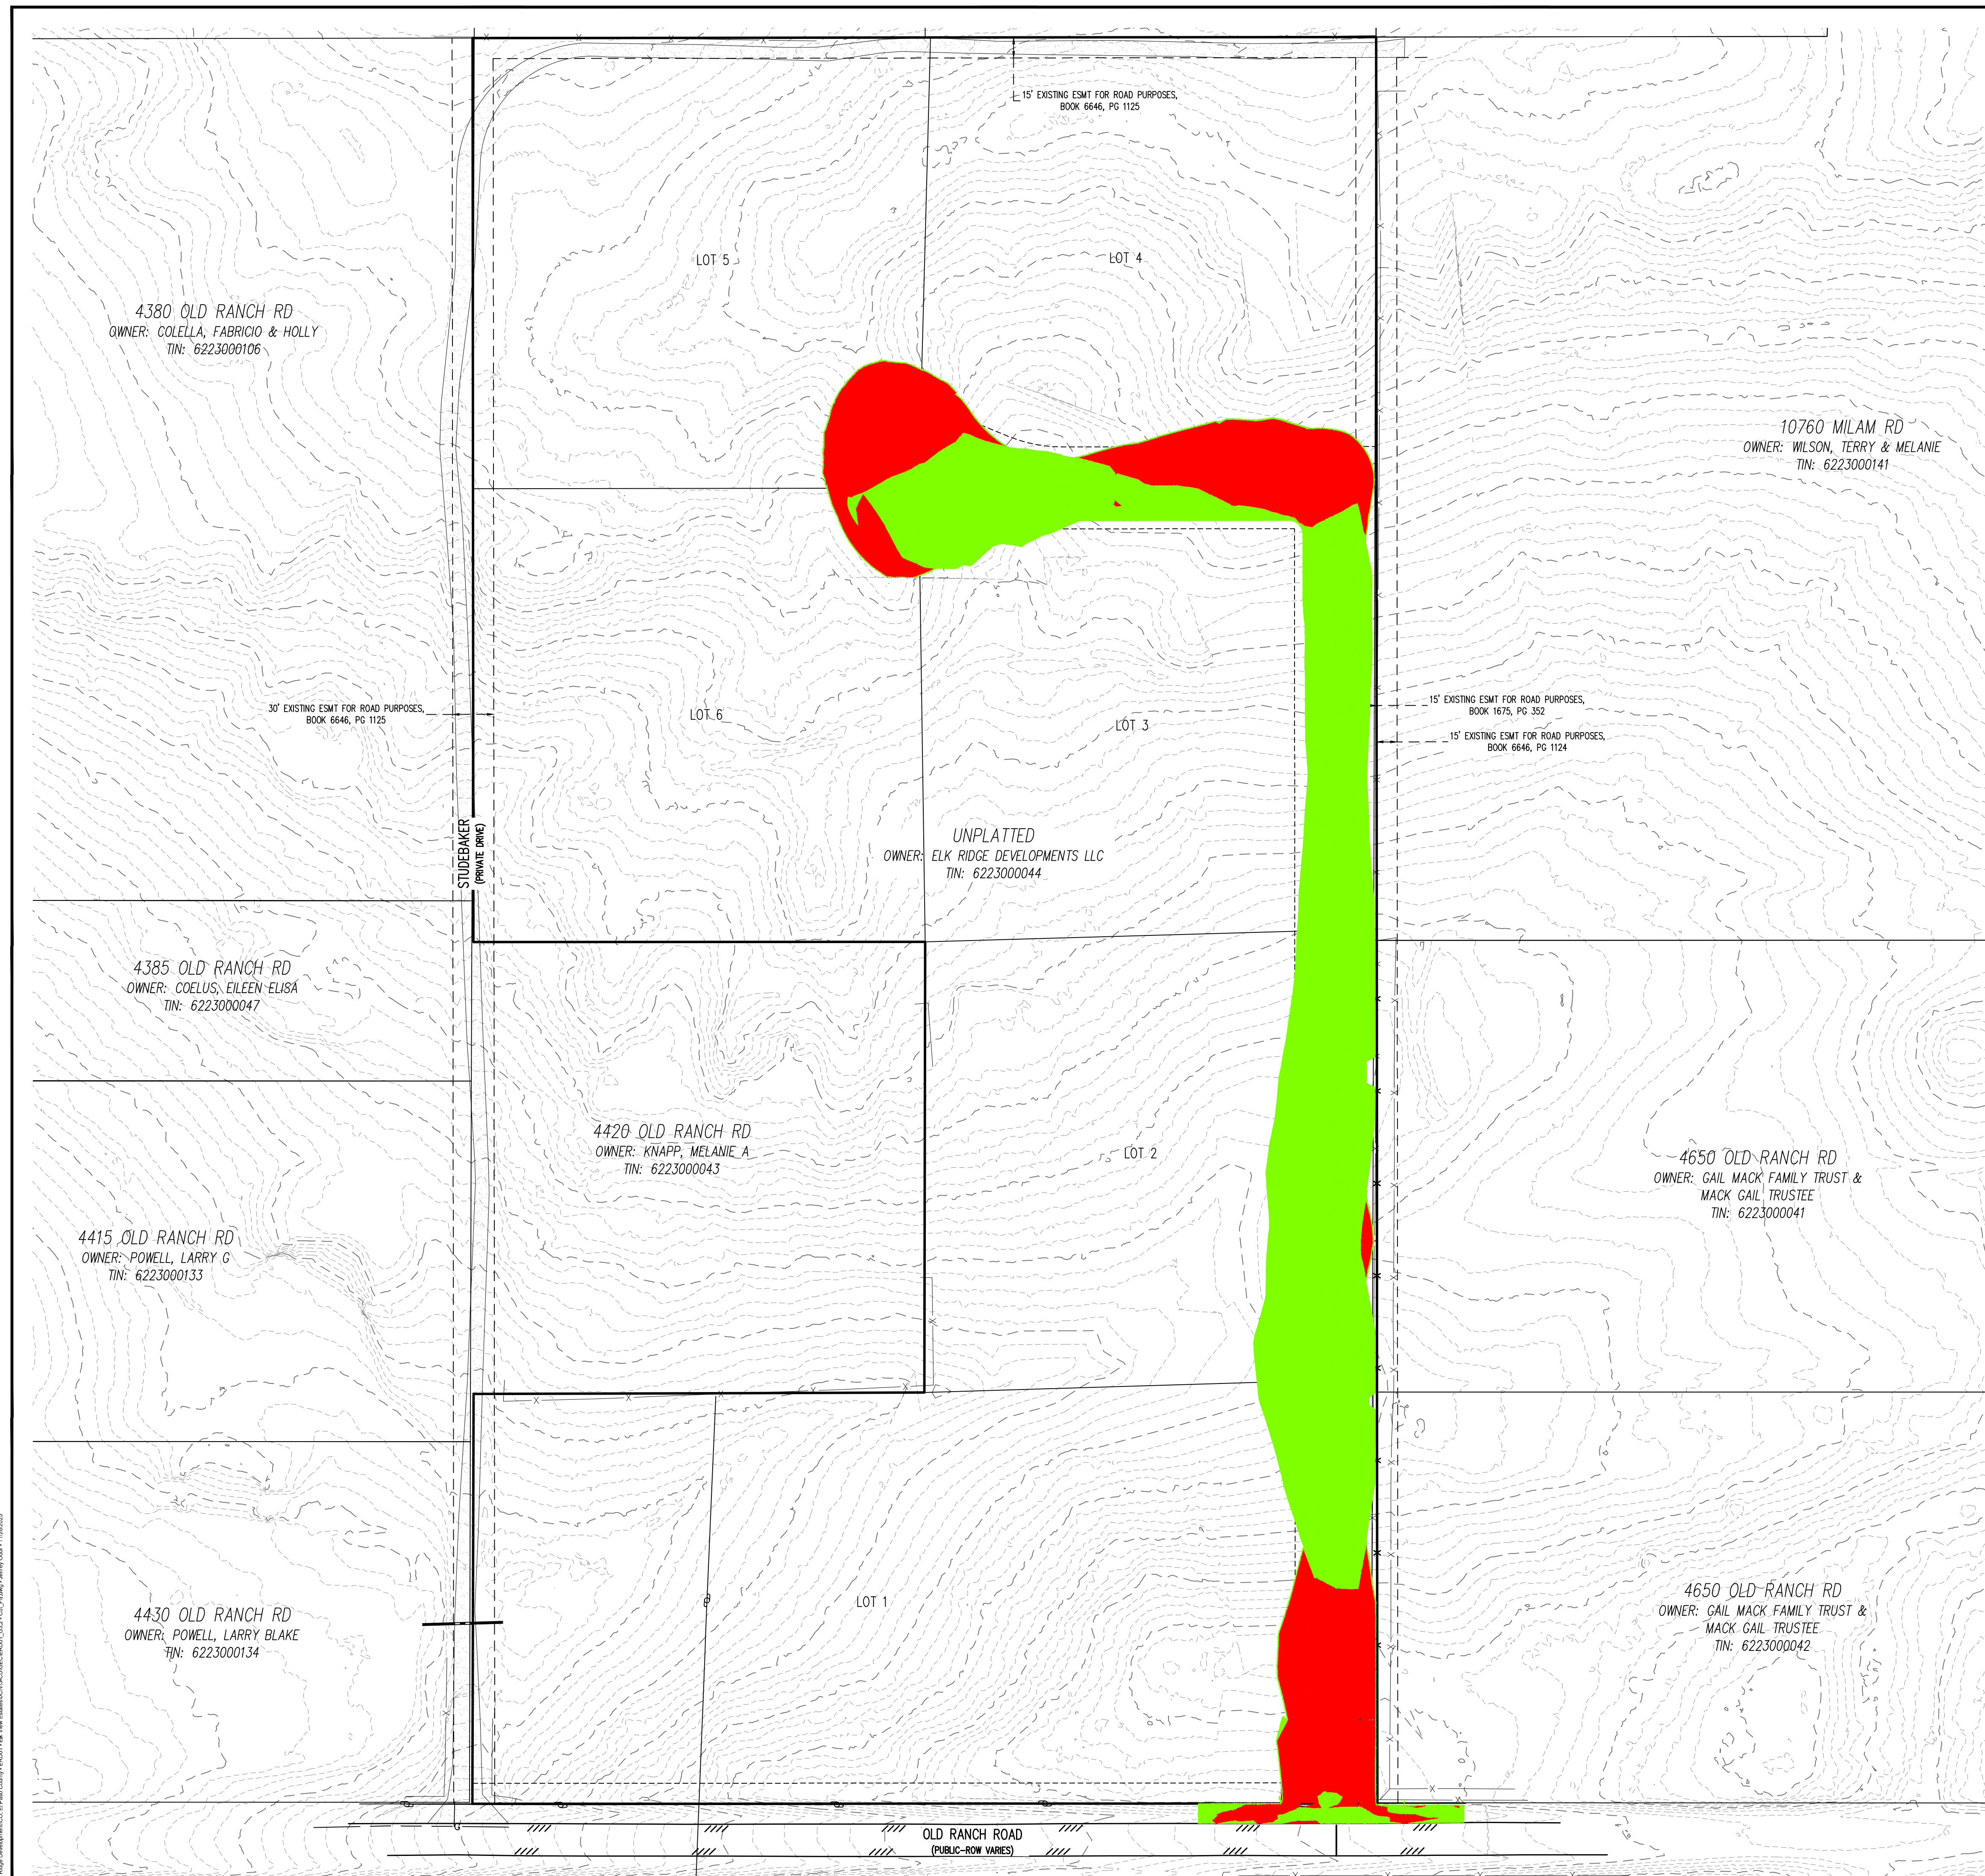 15' EXISTING ESMT FOR ROAD PURPOSES,
BOOK 6646, PG 1125
LOT 5
LOT 4
4380 OLD RANCH RD
OWNER: COLELLA, FABRICIO & HOLLY
TIN: 6223000106
10760 MILAM RD
OWNER: WILSON, TERRY & MELANIE
TIN: 6223000141
30' EXISTING ESMT FOR ROAD PURPOSES,
BOOK 6646, PG 1125
LOT 6
LOT 3
15' EXISTING ESMT FOR ROAD PURPOSES,
BOOK 1675, PG 352
15' EXISTING ESMT FOR ROAD PURPOSES,
BOOK 6646, PG 1124
STUDEBAKER
(PRIVATE DRIVE)
UNPLATTED
OWNER: ELK RIDGE DEVELOPMENTS LLC
TIN: 6223000044
4385 OLD RANCH RD
OWNER: COELUS, EILEEN ELISA
TIN: 6223000047
4420 OLD RANCH RD
OWNER: KNAPP, MELANIE A
TIN: 6223000043
LOT 2
4650 OLD RANCH RD
OWNER: GAIL MACK FAMILY TRUST &
MACK GAIL TRUSTEE
TIN: 6223000041
4415 OLD RANCH RD
OWNER: POWELL, LARRY G
TIN: 6223000133
LOT 1
4430 OLD RANCH RD
OWNER: POWELL, LARRY BLAKE
TIN: 6223000134
4650 OLD RANCH RD
OWNER: GAIL MACK FAMILY TRUST &
MACK GAIL TRUSTEE
TIN: 6223000042
OLD RANCH ROAD
(PUBLIC-ROW VARIES)